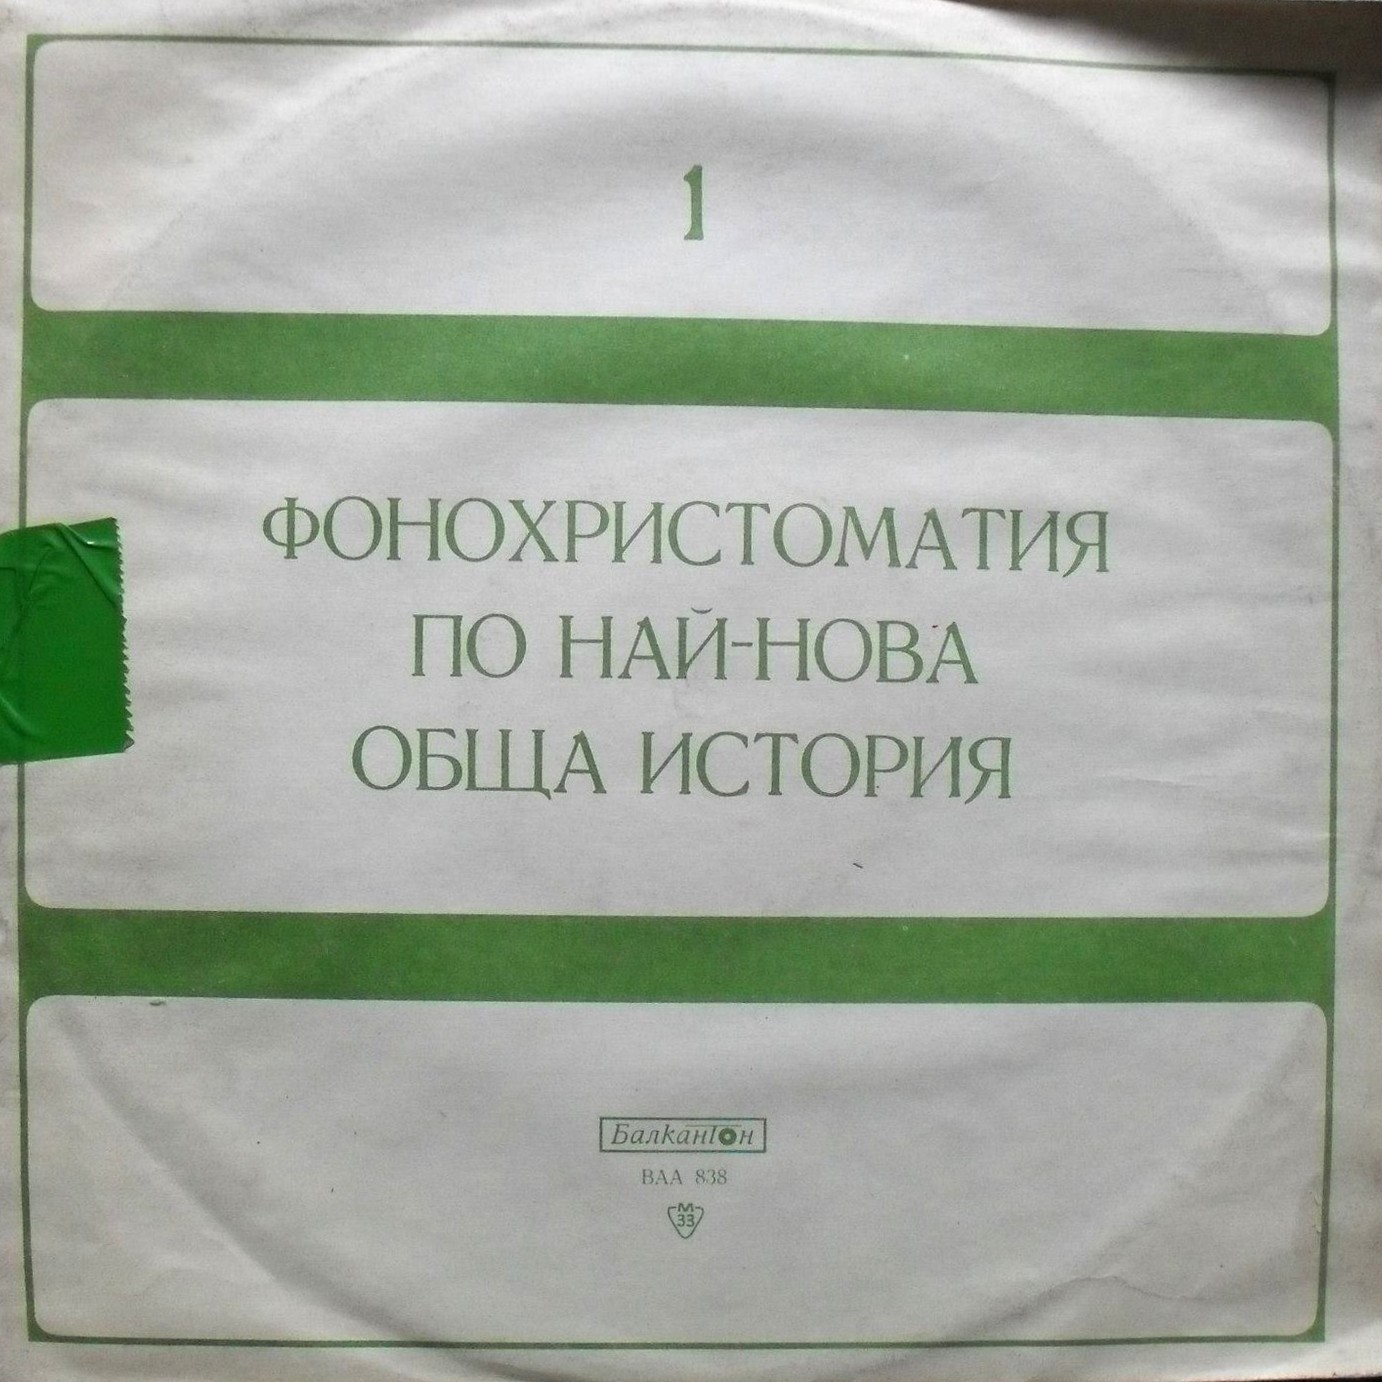 1
ФОНОХРИСТОМАТИЯ
ПО НАЙ-НОВА
ОБЩА ИСТОРИЯ
Балкантон
ВАА 838
М
33